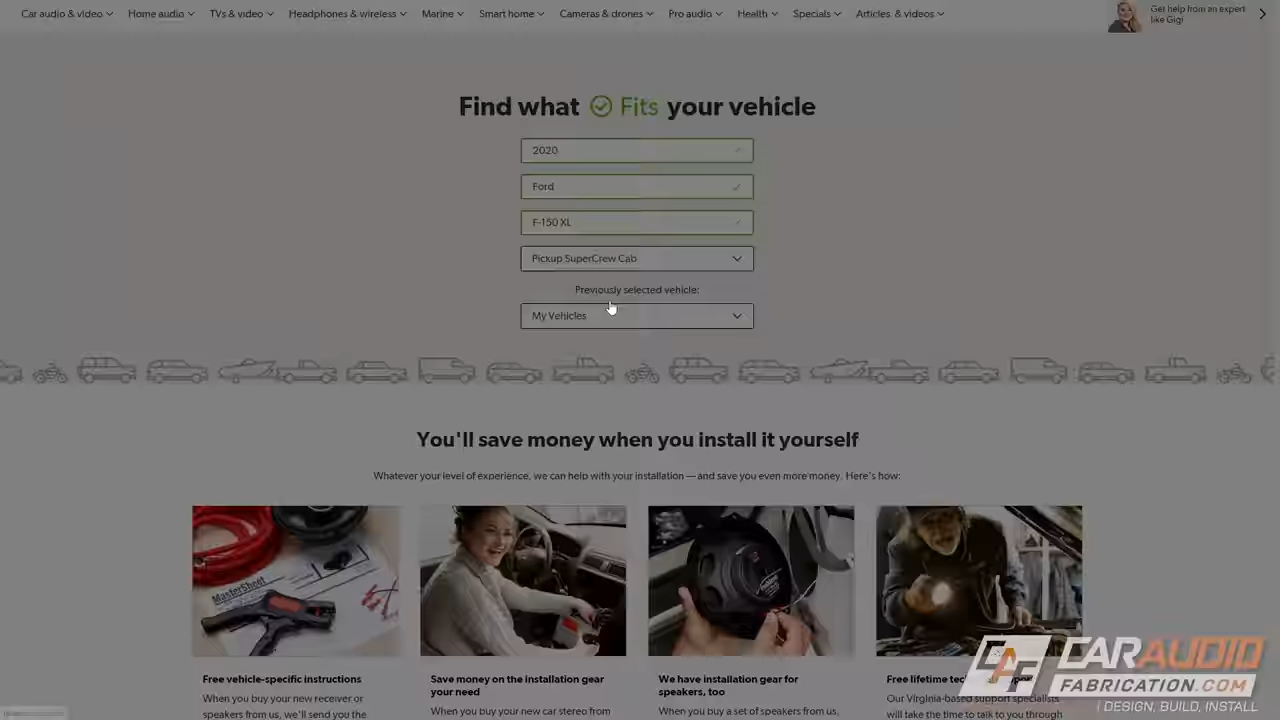 Car audio & video
Home audio
TVs & video
Headphones & wireless
Marine
Smart home
Cameras & drones
Pro audio
Health
Specials
Articles & videos
Get help from an expert
like Gigi
Find what Fits your vehicle
2020
Ford
F-150 XL
Pickup SuperCrew Cab
Previously selected vehicle:
My Vehicles
You'll save money when you install it yourself
Whatever your level of experience, we can help with your installation — and save you even more money. Here's how:
MasterSheet
Free vehicle-specific instructions
When you buy your new receiver or
speakers from us, we'll send you the
Save money on the installation gear
your need
When you buy your new car stereo from
We have installation gear for
speakers, too
When you buy a set of speakers from us,
Free lifetime
Our Virginia-based support specialists
will take the time to talk to you through
CAF
CAR AUDIO
FABRICATION.COM
| DESIGN, BUILD, INSTALL